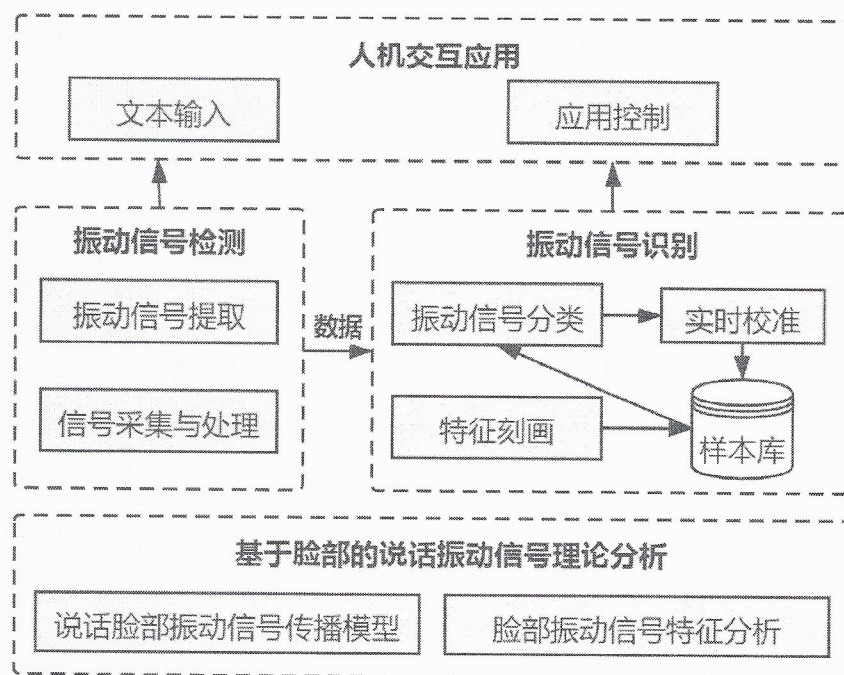 人机交互应用
文本输入
应用控制
振动信号检测
振动信号提取
信号采集与处理
数据
振动信号识别
振动信号分类
实时校准
特征刻画
样本库
基于脸部的说话振动信号理论分析
说话脸部振动信号传播模型
脸部振动信号特征分析